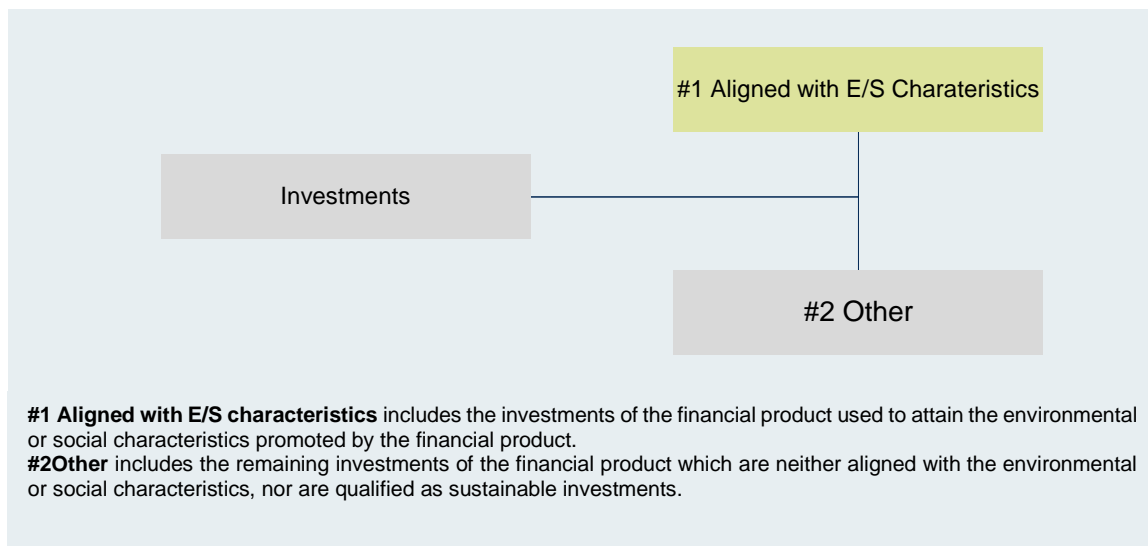 #1 Aligned with E/S Charateristics
Investments
#2 Other
#1 Aligned with E/S characteristics includes the investments of the financial product used to attain the environmental
or social characteristics promoted by the financial product.
#2Other includes the remaining investments of the financial product which are neither aligned with the environmental
or social characteristics, nor are qualified as sustainable investments.